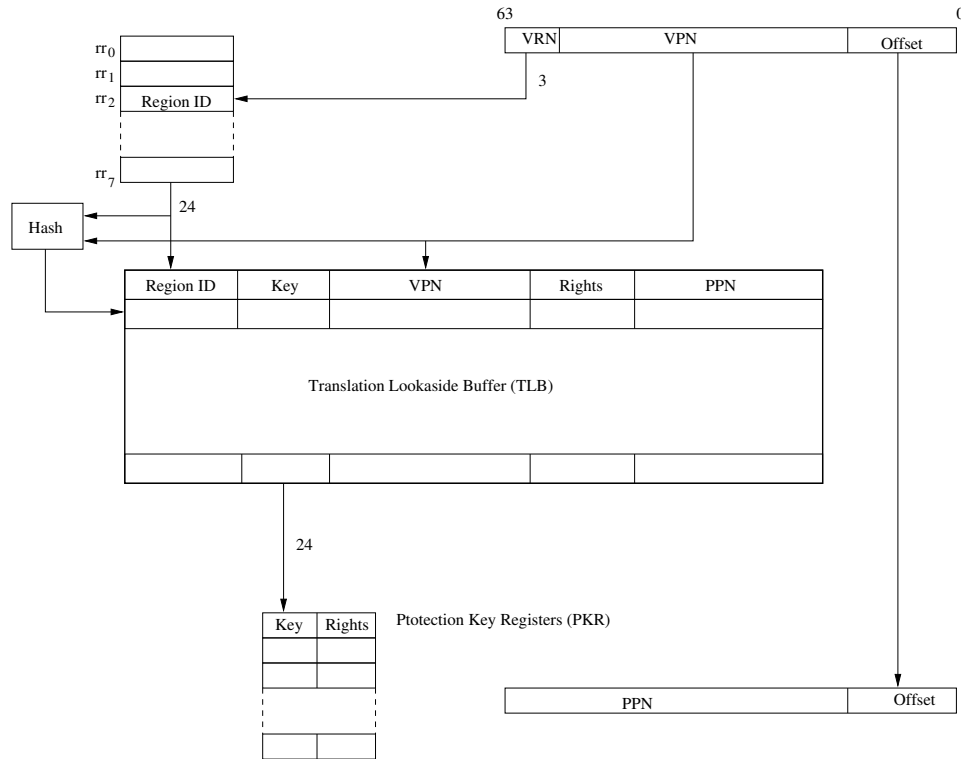 63
0
VRN
VPN
Offset
rr0
rr1
rr2
Region ID
3
rr7
24
Hash
Region ID
Key
VPN
Rights
PPN
Translation Lookaside Buffer (TLB)
24
Key
Rights
Ptotection Key Registers (PKR)
PPN
Offset